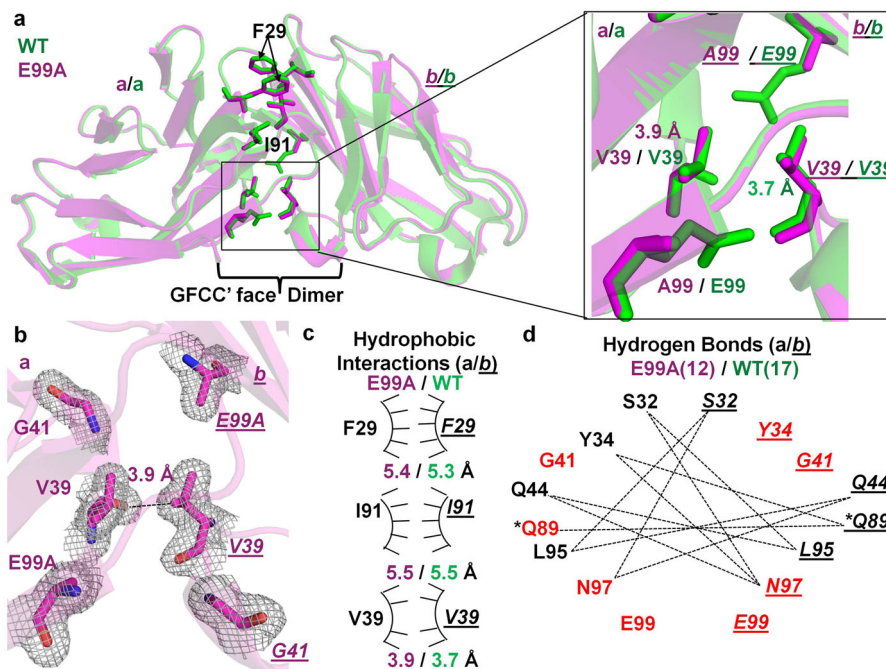 a
F29
WT
E99A
a/a
b/b
I91
GFCC' face Dimer
a/a
b/b
A99 / E99
3.9 Å
V39 / V39
V39 / V39
3.7 Å
A99 / E99
b
a
b
G41
E99A
3.9 Å
V39
V39
E99A
G41
c
Hydrophobic
Interactions (a/b)
E99A / WT
F29
F29
5.4 / 5.3 Å
I91
I91
5.5 / 5.5 Å
V39
V39
3.9 / 3.7 Å
d
Hydrogen Bonds (a/b)
E99A(12) / WT(17)
S32
S32
Y34
Y34
G41
G41
Q44
Q44
*Q89
*Q89
L95
L95
N97
N97
E99
E99